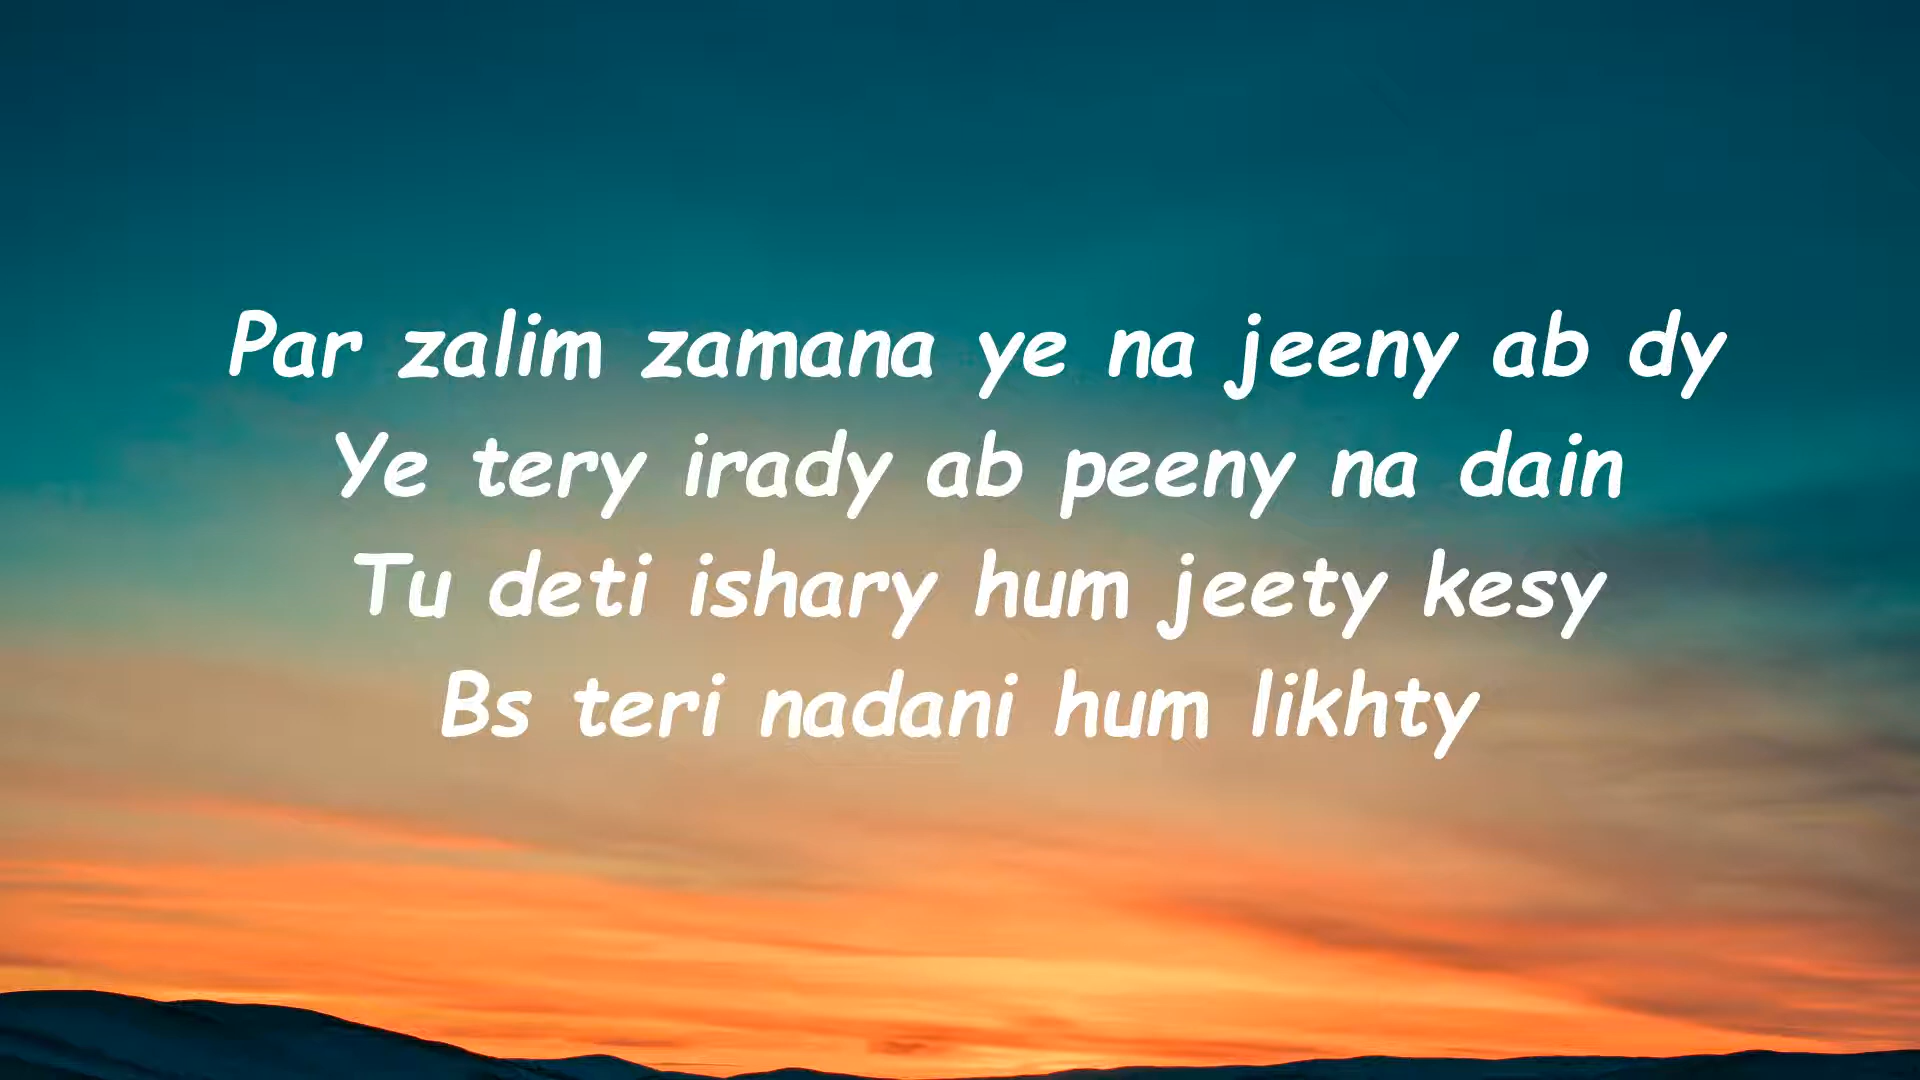 Par zalim zamana ye na jeeny ab dy
Ye tery irady ab peeny na dain
Tu deti ishary hum jeety kesy
Bs teri nadani hum likhty